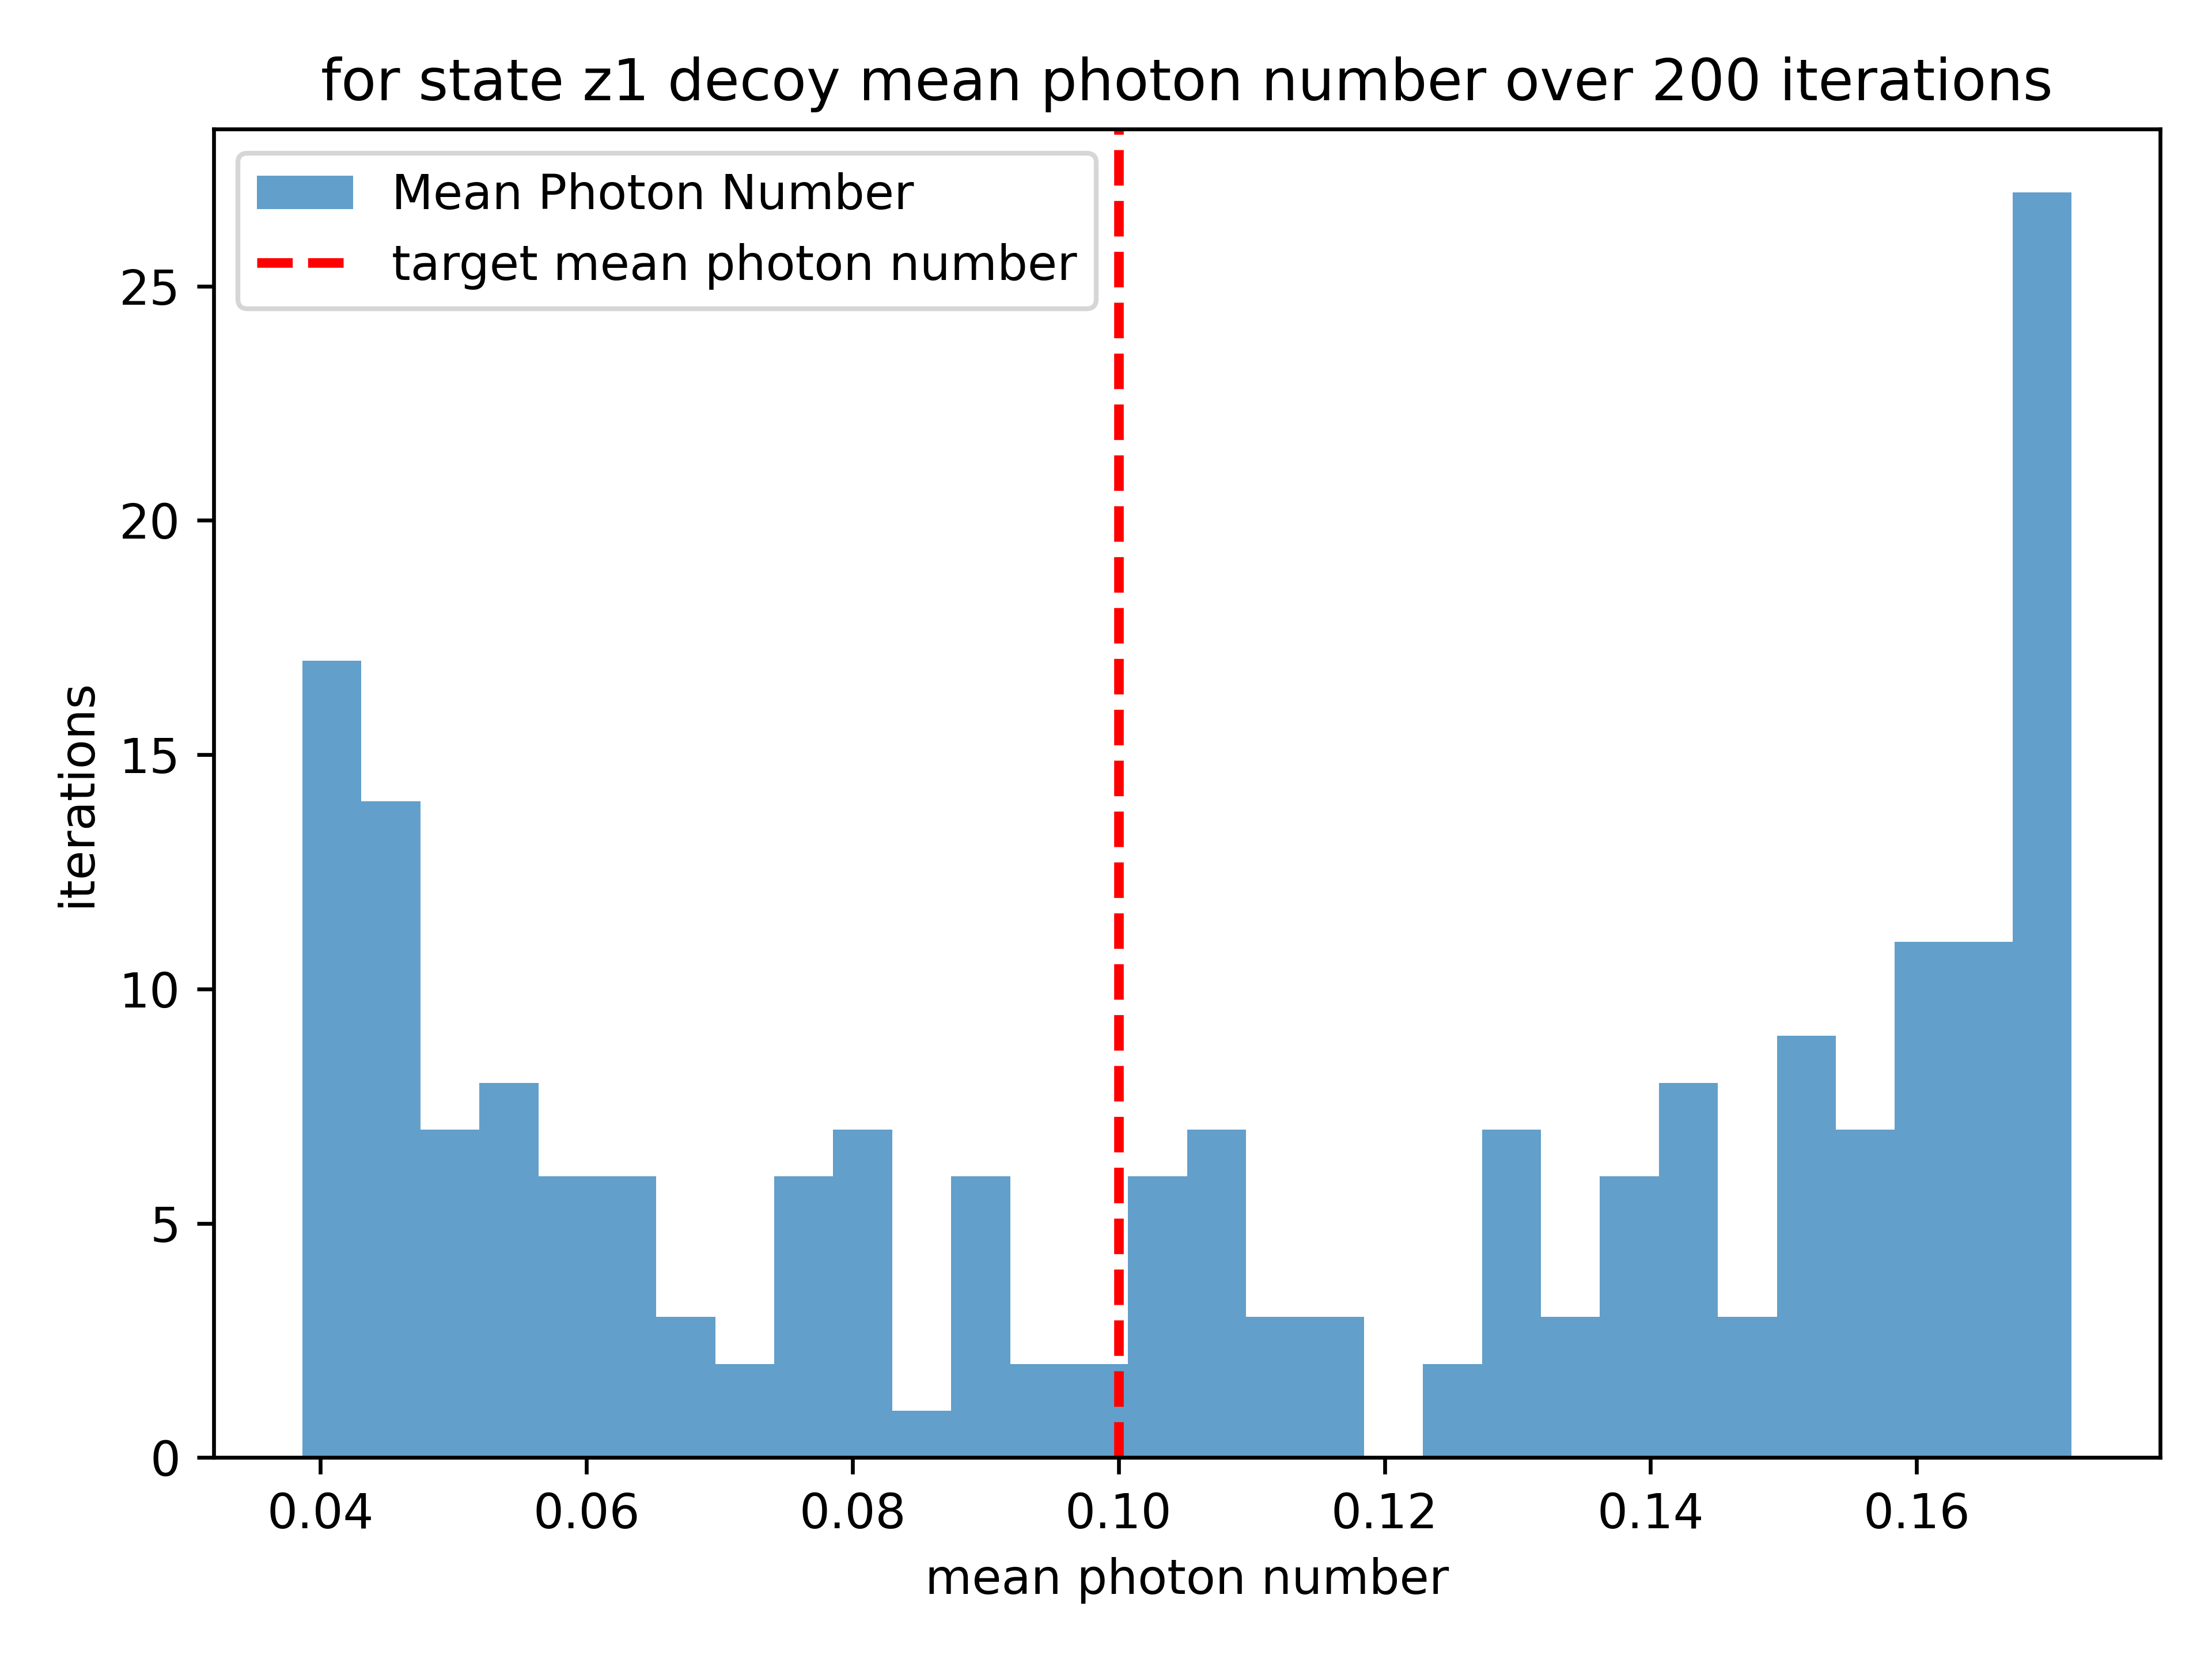 for state z1 decoy mean photon number over 200 iterations
Mean Photon Number
target mean photon number
25
20
15
10
5
0
iterations
0.04 0.06 0.08 0.10 0.12 0.14 0.16
mean photon number